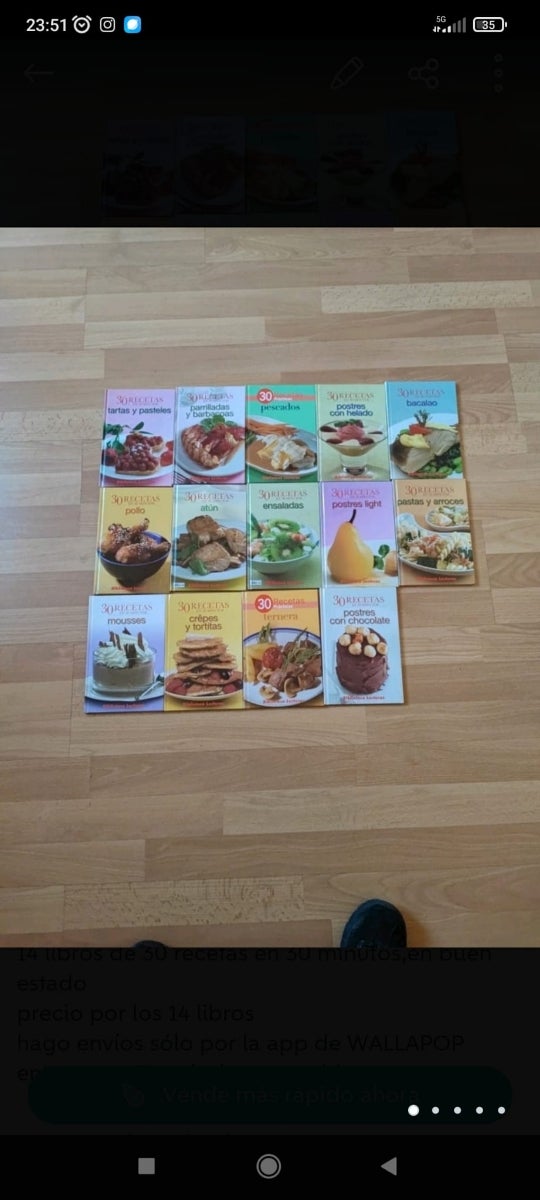 23:51
5G
35
30 RECETAS
tartas y pasteles
30 RECETAS
parrilladas
y barbacoas
30
Prácticas
pescados
30 RECETAS
postres
con helado
30 RECETAS
bacalao
30 RECETAS
pollo
30 RECETAS
atún
30 RECETAS
ensaladas
30 RECETAS
postres light
30 RECETAS
pastas y arroces
30 RECETAS
mousses
30 RECETAS
crêpes
y tortitas
30 Recetas
Prácticas
ternera
30 RECETAS
postres
con chocolate
14 libros de 30 recetas en 30 minutos,en buen
estado
precio por los 14 libros
hago envíos sólo por la app de WALLAPOP
Vende más rápido ahora